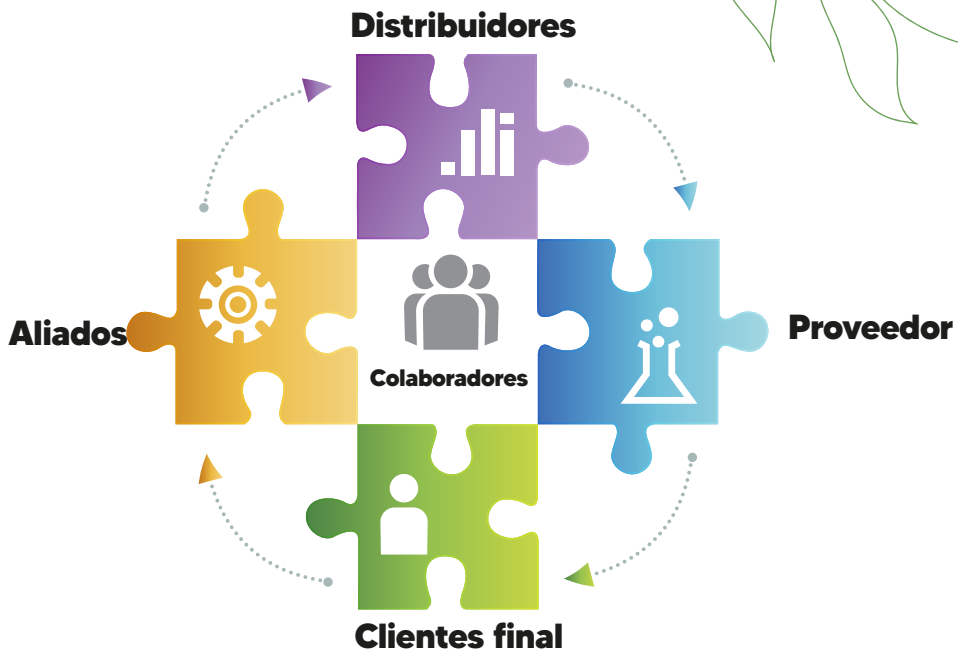 Distribuidores
Aliados
Proveedor
Colaboradores
Clientes final